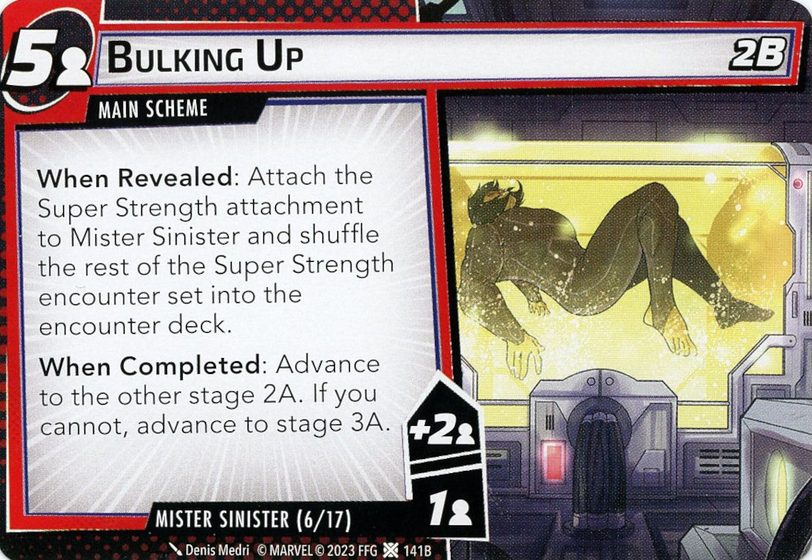 5 BULKING UP 2B
MAIN SCHEME
When Revealed: Attach the
Super Strength attachment
to Mister Sinister and shuffle
the rest of the Super Strength
encounter set into the
encounter deck.
When Completed: Advance
to the other stage 2A. If you
cannot, advance to stage 3A.
+2
1
MISTER SINISTER (6/17)
Denis Medri © MARVEL © 2023 FFG 141B